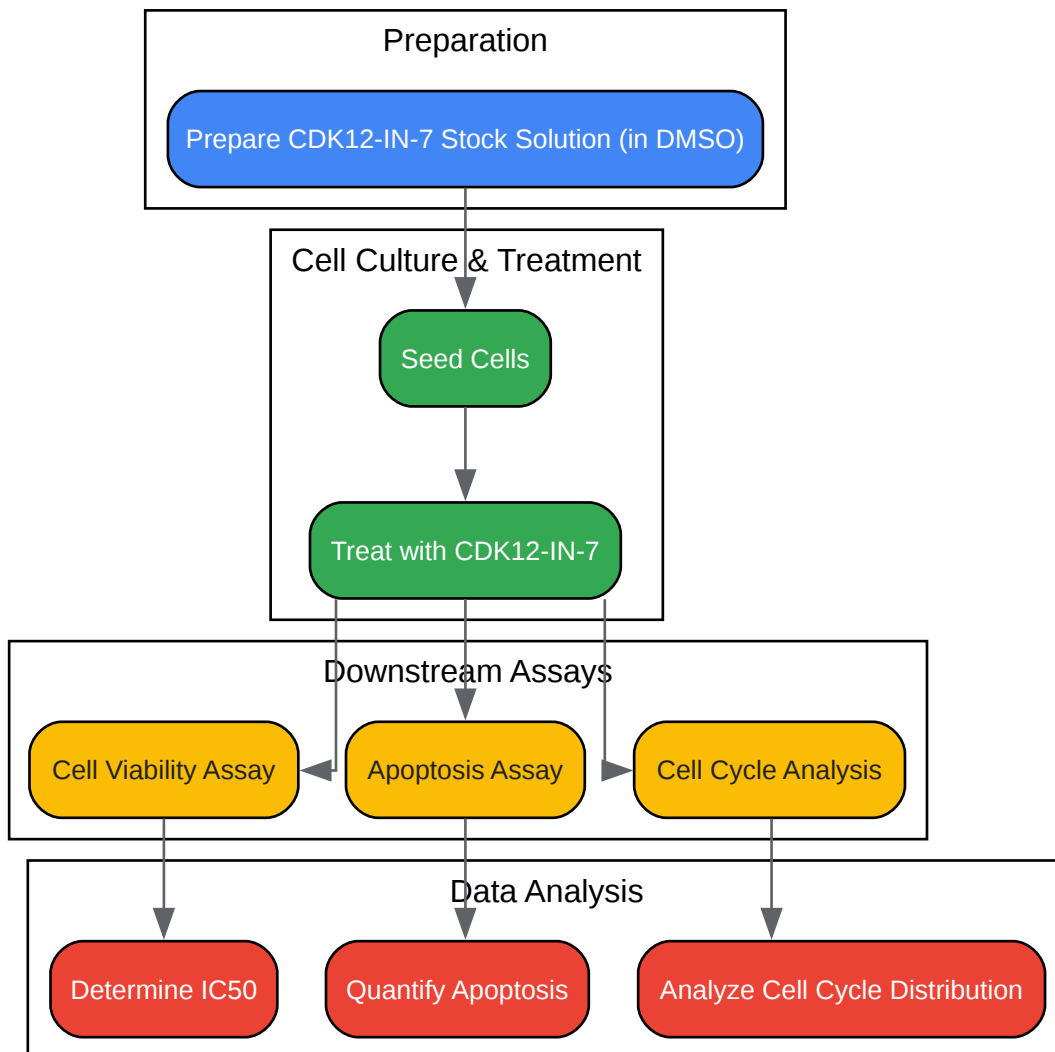 Preparation
Prepare CDK12-IN-7 Stock Solution (in DMSO)
Cell Culture & Treatment
Seed Cells
Treat with CDK12-IN-7
Downstream Assays
Cell Viability Assay
Apoptosis Assay
Cell Cycle Analysis
Data Analysis
Determine IC50
Quantify Apoptosis
Analyze Cell Cycle Distribution